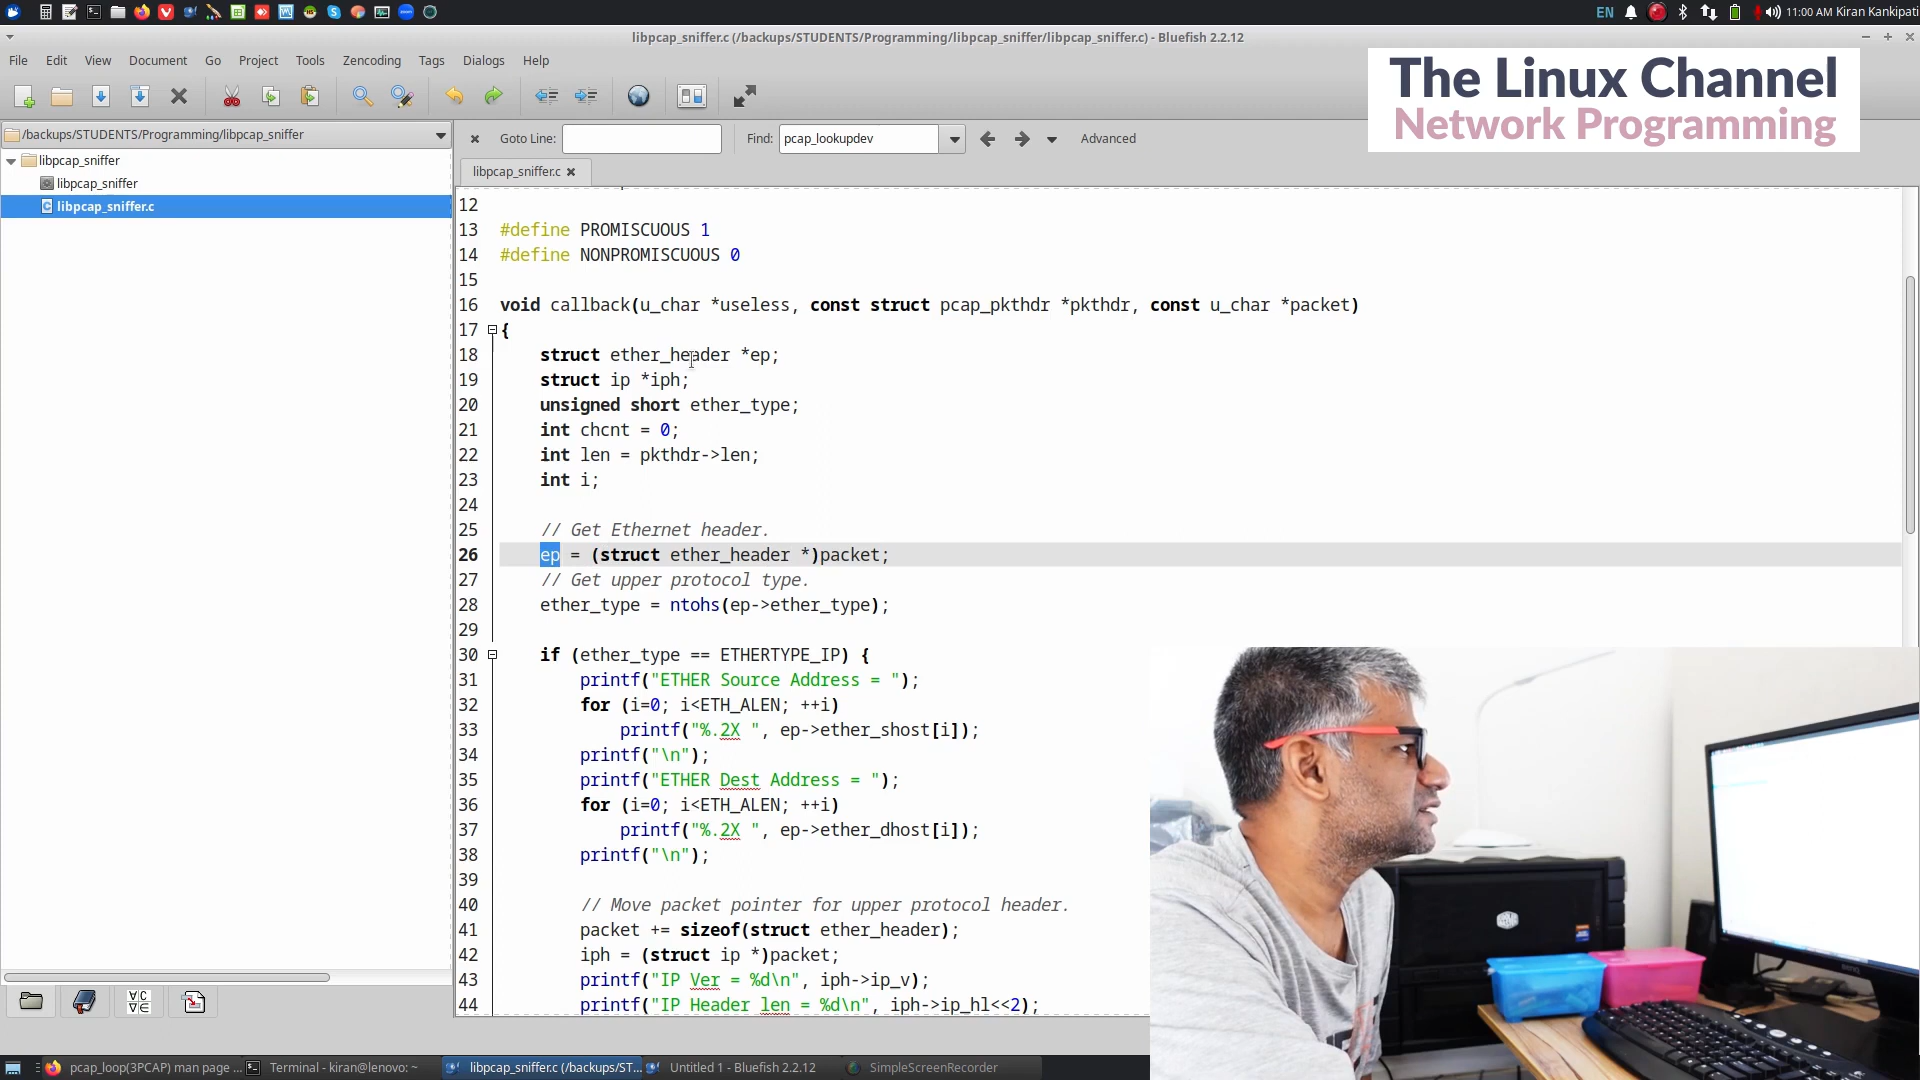 EN 11:00 AM Kiran Kankipati
libpcap_sniffer.c (/backups/STUDENTS/Programming/libpcap_sniffer/libpcap_sniffer.c) - Bluefish 2.2.12
File Edit View Document Go Project Tools Zencoding Tags Dialogs Help
The Linux Channel
Network Programming
/backups/STUDENTS/Programming/libpcap_sniffer
Goto Line: Find: pcap_lookupdev Advanced
libpcap_sniffer
libpcap_sniffer
libpcap_sniffer.c
libpcap_sniffer.c
12
13 #define PROMISCUOUS 1
14 #define NONPROMISCUOUS 0
15
16 void callback(u_char *useless, const struct pcap_pkthdr *pkthdr, const u_char *packet)
17 {
18 struct ether_header *ep;
19 struct ip *iph;
20 unsigned short ether_type;
21 int chcnt = 0;
22 int len = pkthdr->len;
23 int i;
24
25 // Get Ethernet header.
26 ep = (struct ether_header *)packet;
27 // Get upper protocol type.
28 ether_type = ntohs(ep->ether_type);
29
30 if (ether_type == ETHERTYPE_IP) {
31 printf("ETHER Source Address = ");
32 for (i=0; i<ETH_ALEN; ++i)
33 printf("%.2X ", ep->ether_shost[i]);
34 printf("\n");
35 printf("ETHER Dest Address = ");
36 for (i=0; i<ETH_ALEN; ++i)
37 printf("%.2X ", ep->ether_dhost[i]);
38 printf("\n");
39
40 // Move packet pointer for upper protocol header.
41 packet += sizeof(struct ether_header);
42 iph = (struct ip *)packet;
43 printf("IP Ver = %d\n", iph->ip_v);
44 printf("IP Header len = %d\n", iph->ip_hl<<2);
pcap_loop(3PCAP) man page ... Terminal - kiran@lenovo: ~ libpcap_sniffer.c (/backups/ST... Untitled 1 - Bluefish 2.2.12 SimpleScreenRecorder